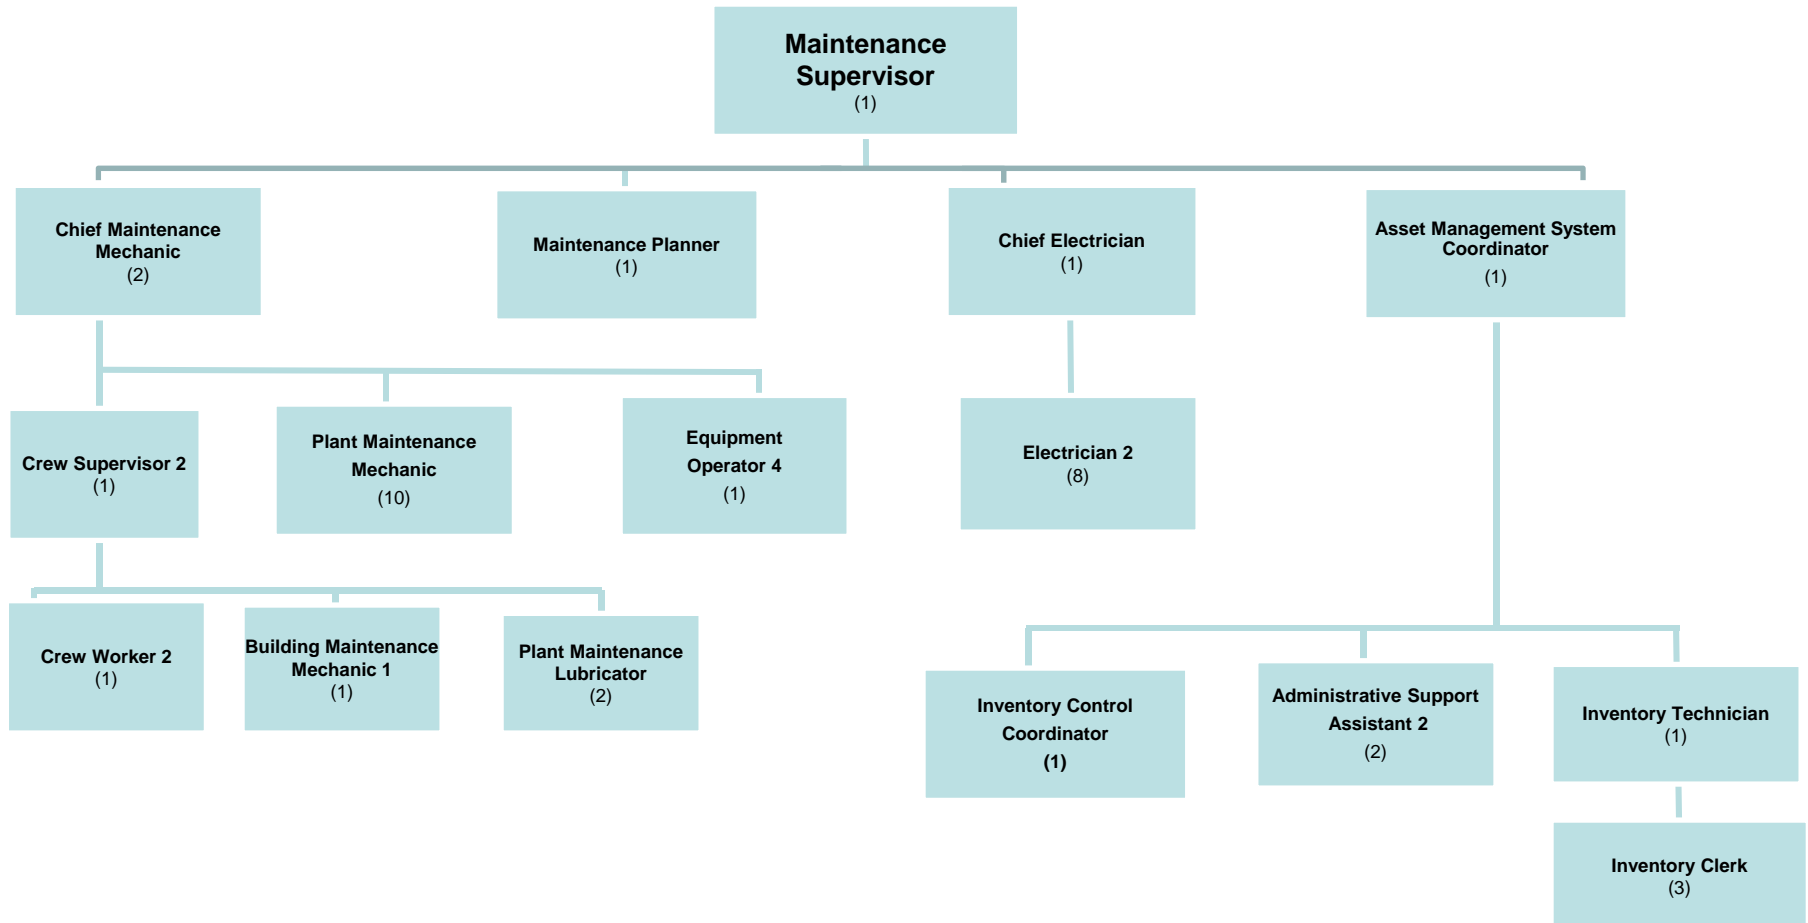 Maintenance
Supervisor
(1)
Chief Maintenance
Mechanic
(2)
Maintenance Planner
(1)
Chief Electrician
(1)
Asset Management System
Coordinator
(1)
Crew Supervisor 2
(1)
Plant Maintenance
Mechanic
(10)
Equipment
Operator 4
(1)
Electrician 2
(8)
Crew Worker 2
(1)
Building Maintenance
Mechanic 1
(1)
Plant Maintenance
Lubricator
(2)
Inventory Control
Coordinator
(1)
Administrative Support
Assistant 2
(2)
Inventory Technician
(1)
Inventory Clerk
(3)